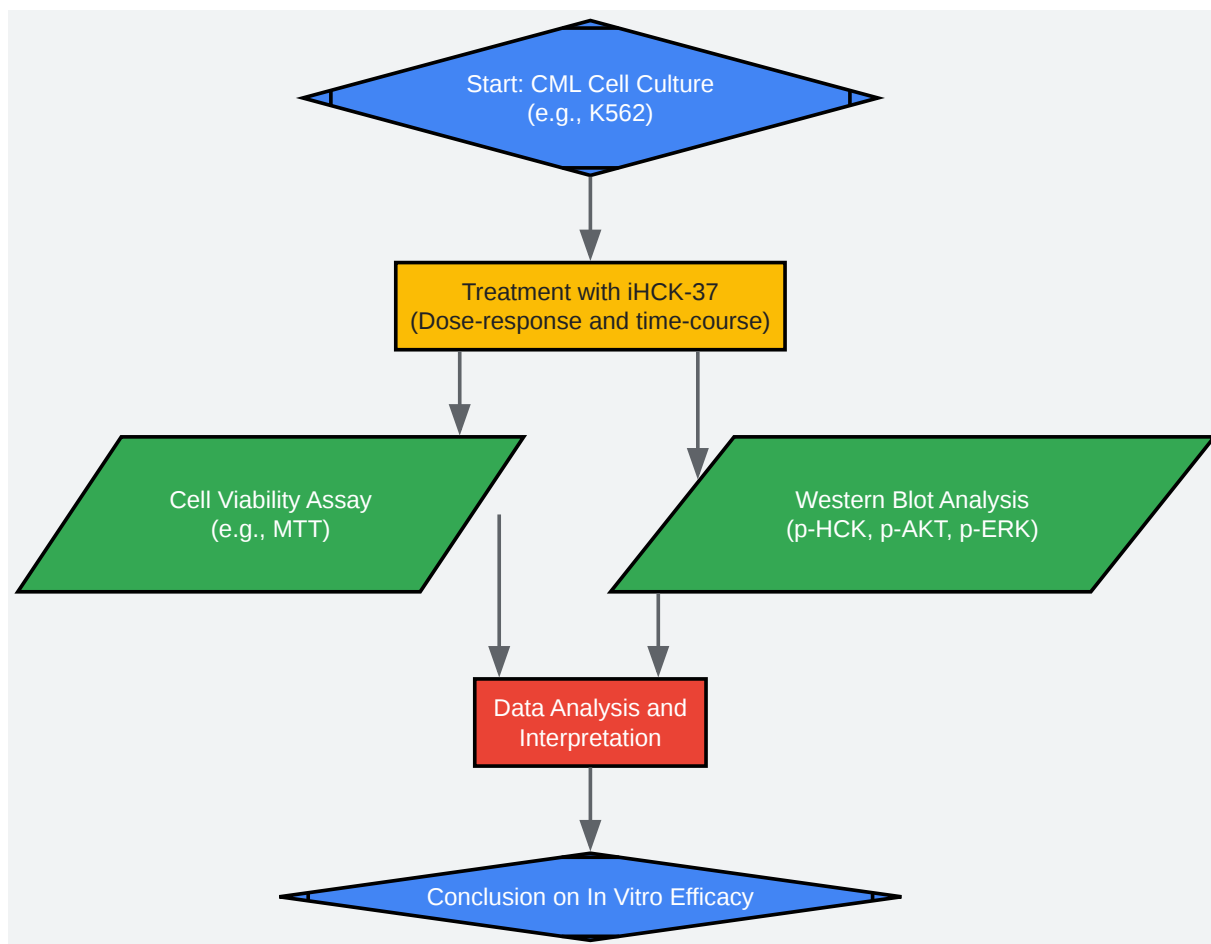 Start: CML Cell Culture
(e.g., K562)
Treatment with iHCK-37
(Dose-response and time-course)
Cell Viability Assay
(e.g., MTT)
Western Blot Analysis
(p-HCK, p-AKT, p-ERK)
Data Analysis and
Interpretation
Conclusion on In Vitro Efficacy